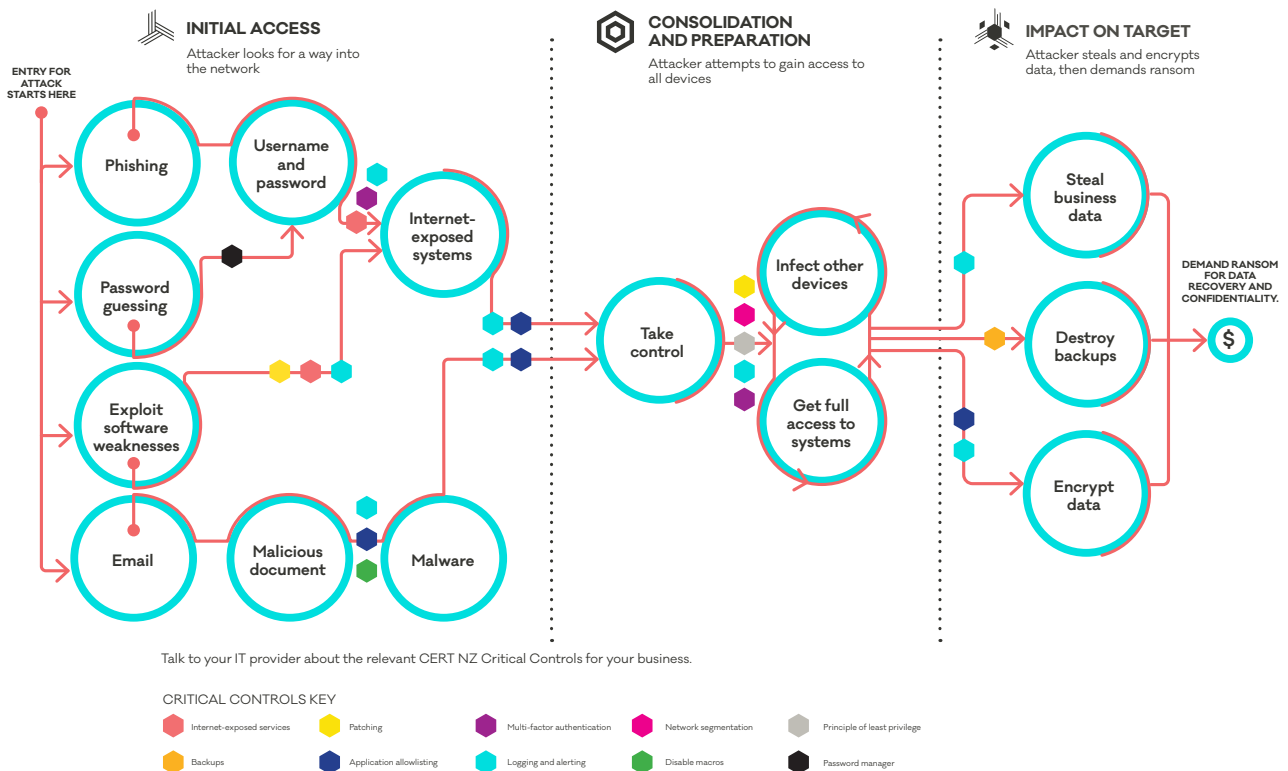 INITIAL ACCESS
Attacker looks for a way into
the network
CONSOLIDATION
AND PREPARATION
Attacker attempts to gain access to
all devices
IMPACT ON TARGET
Attacker steals and encrypts
data, then demands ransom
ENTRY FOR
ATTACK
STARTS HERE
Phishing
Username
and
password
Internet-
exposed
systems
Password
guessing
Exploit
software
weaknesses
Email
Malicious
document
Malware
Take
control
Infect other
devices
Get full
access to
systems
Steal
business
data
Destroy
backups
Encrypt
data
DEMAND RANSOM
FOR DATA
RECOVERY AND
CONFIDENTIALITY.
$
Talk to your IT provider about the relevant CERT NZ Critical Controls for your business.
CRITICAL CONTROLS KEY
Internet-exposed services
Patching
Multi-factor authentication
Network segmentation
Principle of least privilege
Backups
Application allowlisting
Logging and alerting
Disable macros
Password manager